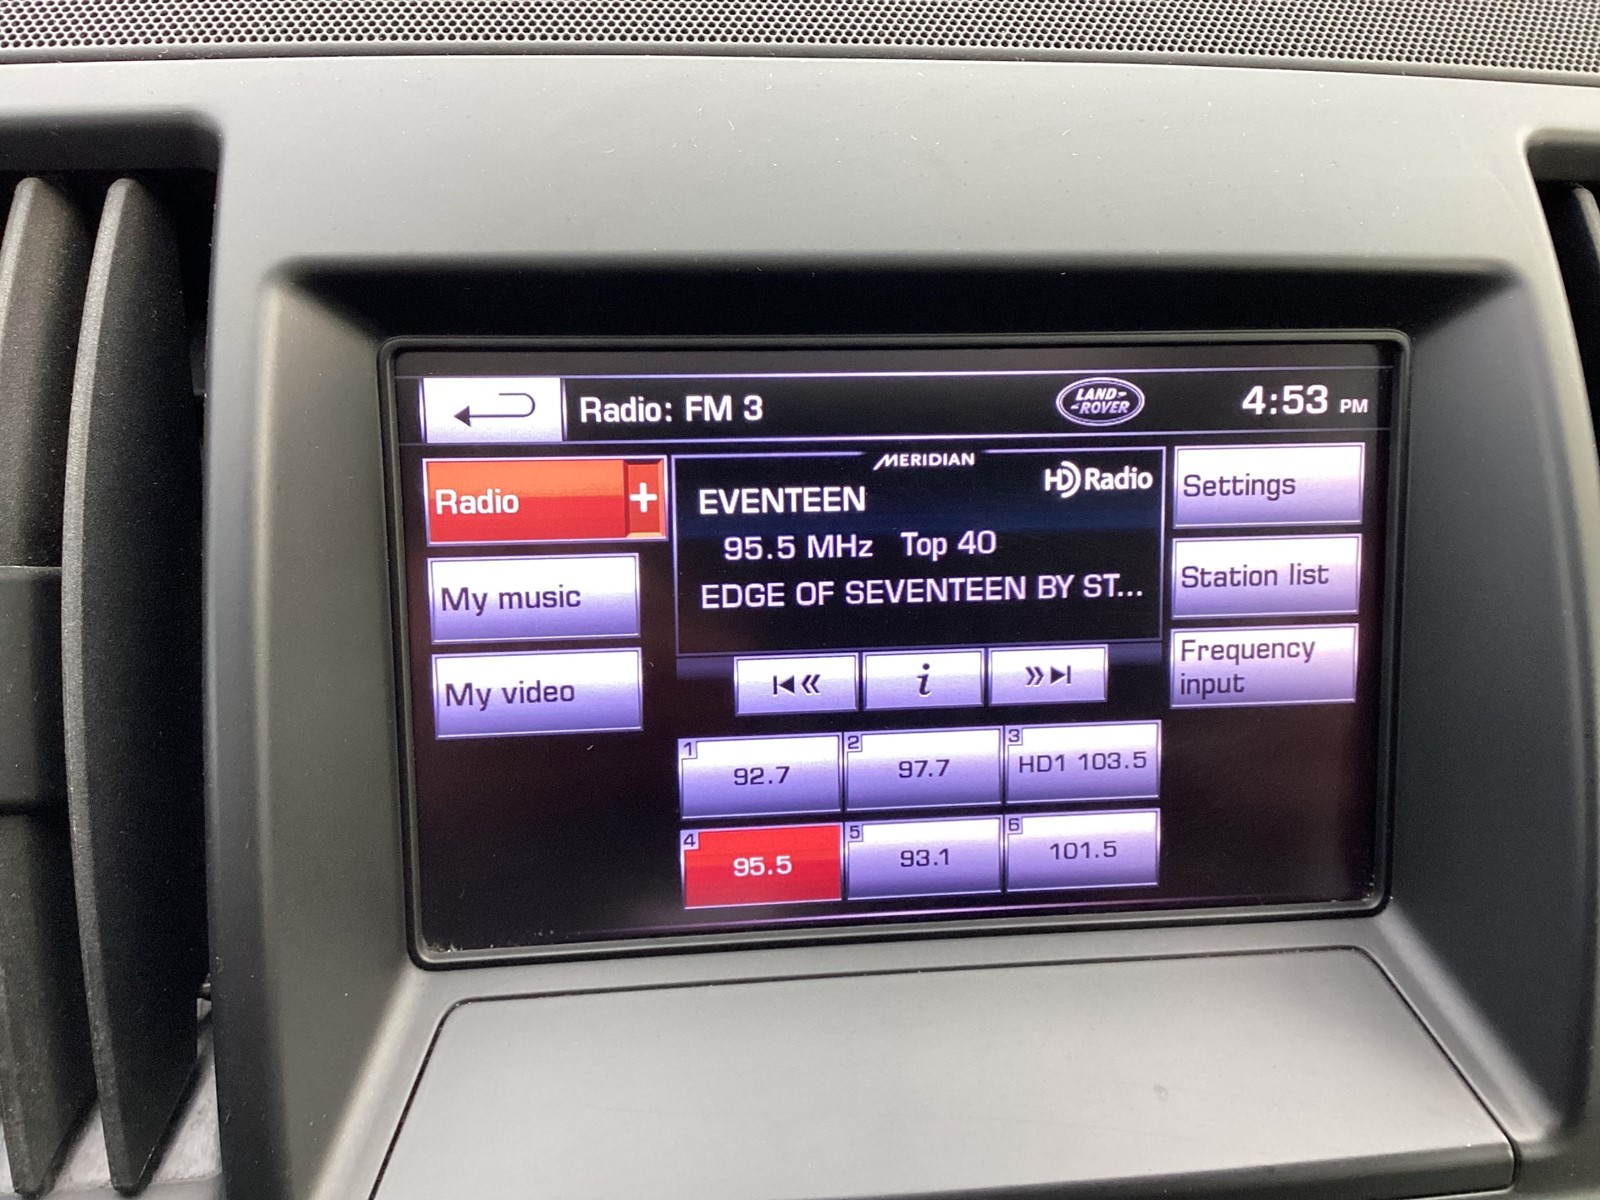 Radio: FM 3
LAND-
-ROVER
4:53 PM
Radio +
My music
My video
MERIDIAN
HD Radio
EVENTEEN
95.5 MHz Top 40
EDGE OF SEVENTEEN BY ST...
i
Settings
Station list
Frequency
input
1 92.7
2 97.7
3 HD1 103.5
4 95.5
5 93.1
6 101.5